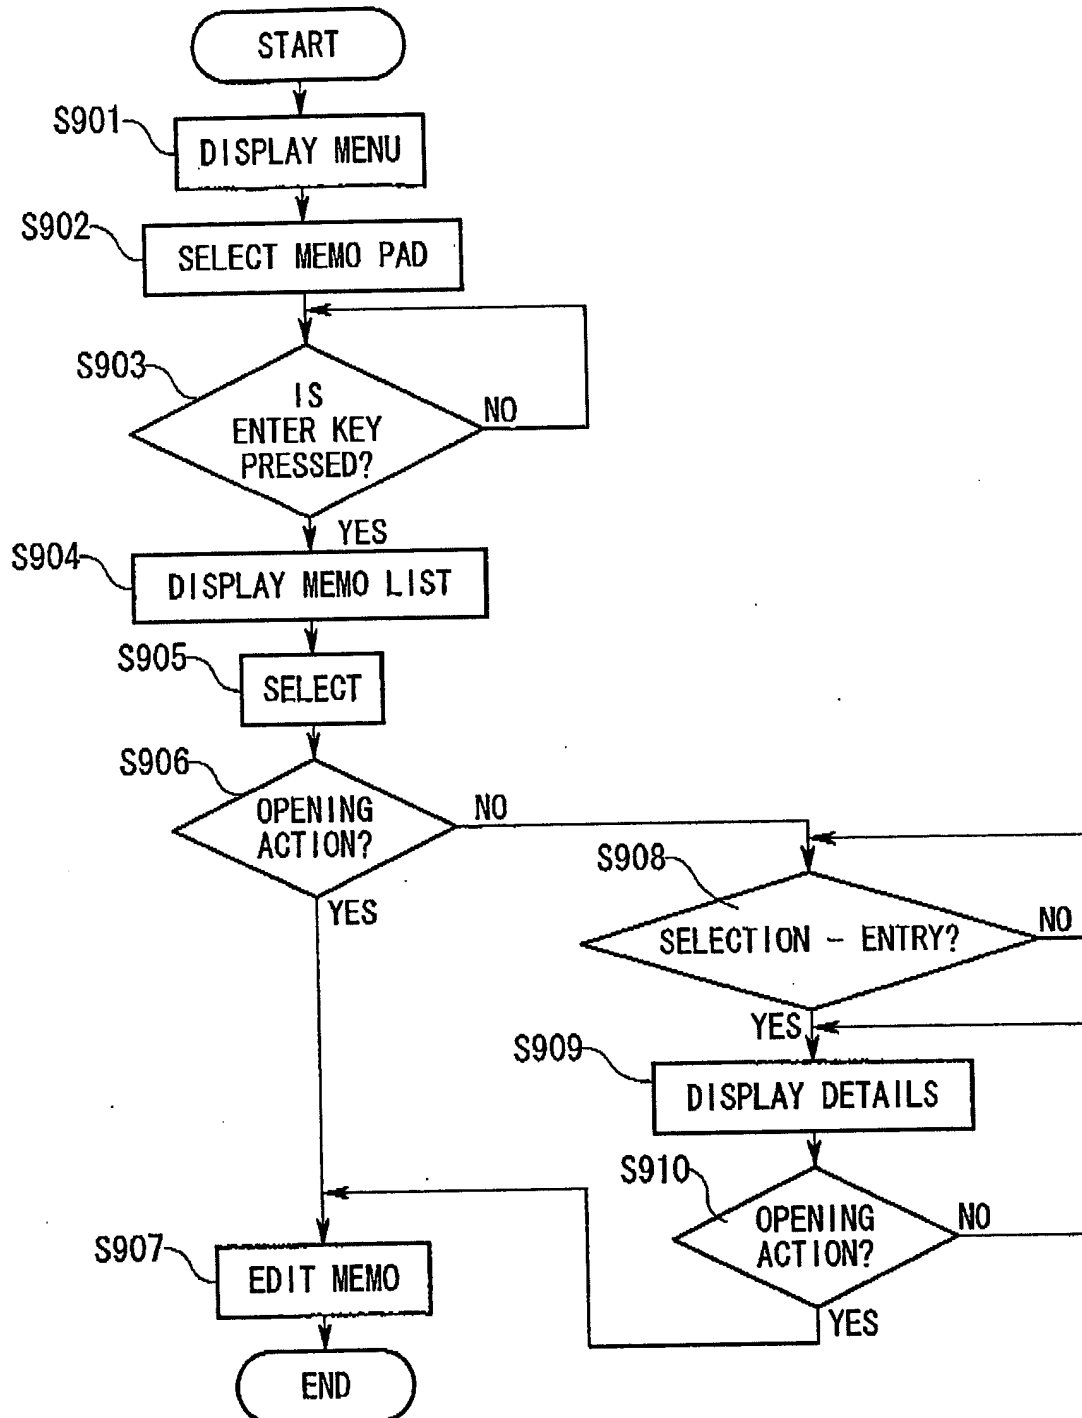 START
S901
DISPLAY MENU
S902
SELECT MEMO PAD
S903
IS
ENTER KEY
PRESSED?
NO
YES
S904
DISPLAY MEMO LIST
S905
SELECT
S906
OPENING
ACTION?
NO
YES
S908
SELECTION - ENTRY?
NO
YES
S909
DISPLAY DETAILS
S910
OPENING
ACTION?
NO
YES
S907
EDIT MEMO
END